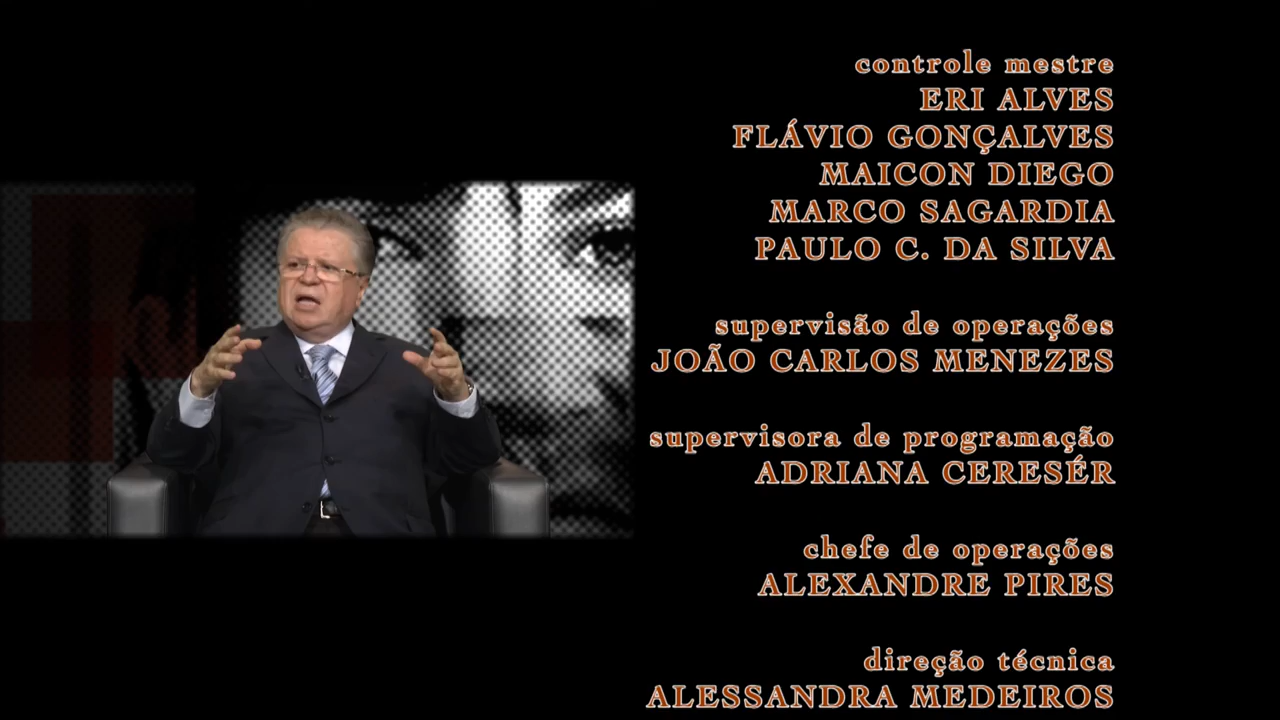 controle mestre
ERI ALVES
FLÁVIO GONÇALVES
MAICON DIEGO
MARCO SAGARDIA
PAULO C. DA SILVA
supervisão de operações
JOÃO CARLOS MENEZES
supervisora de programação
ADRIANA CERESÉR
chefe de operações
ALEXANDRE PIRES
direção técnica
ALESSANDRA MEDEIROS